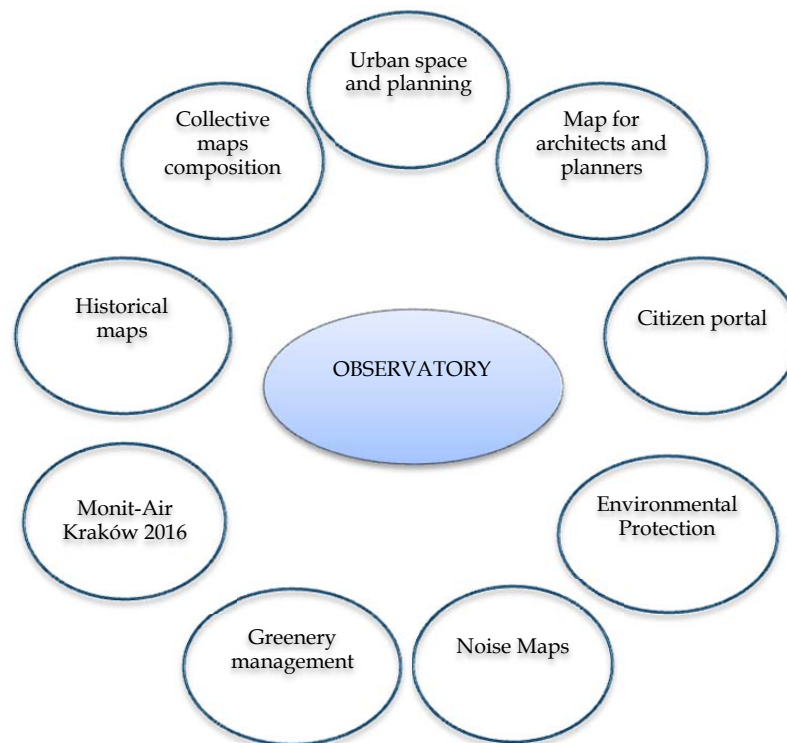 Urban space
and planning
Map for
architects and
planners
Citizen portal
Environmental
Protection
Noise Maps
Greenery
management
Monit-Air
Kraków 2016
Historical
maps
Collective
maps
composition
OBSERVATORY